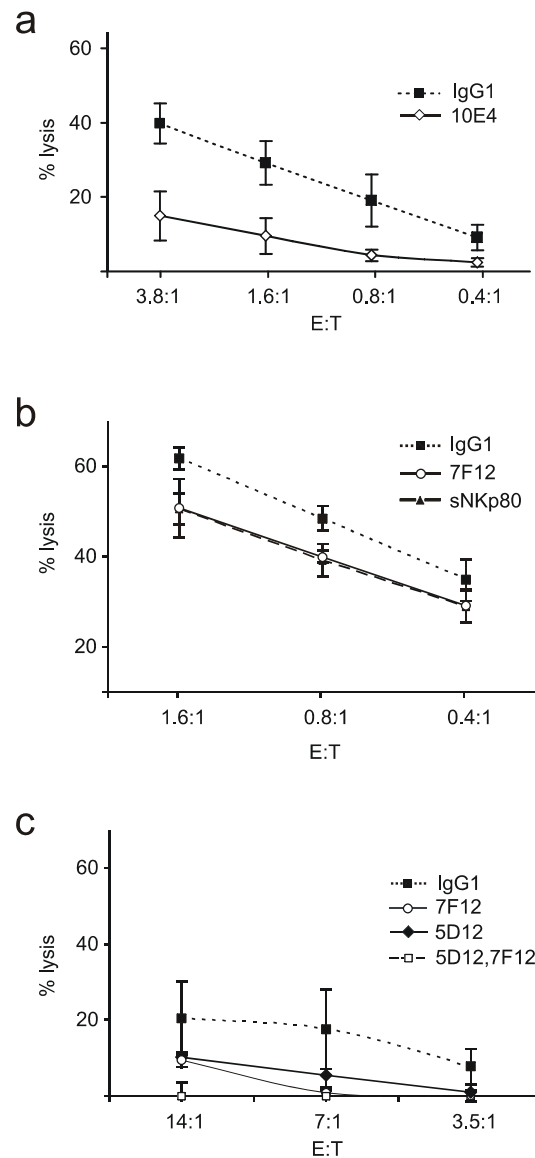 a
60
40
20
% lysis
IgG1
10E4
3.8:1 1.6:1 0.8:1 0.4:1
E:T
b
60
40
20
% lysis
IgG1
7F12
sNKp80
1.6:1 0.8:1 0.4:1
E:T
c
60
40
20
% lysis
IgG1
7F12
5D12
5D12,7F12
14:1 7:1 3.5:1
E:T